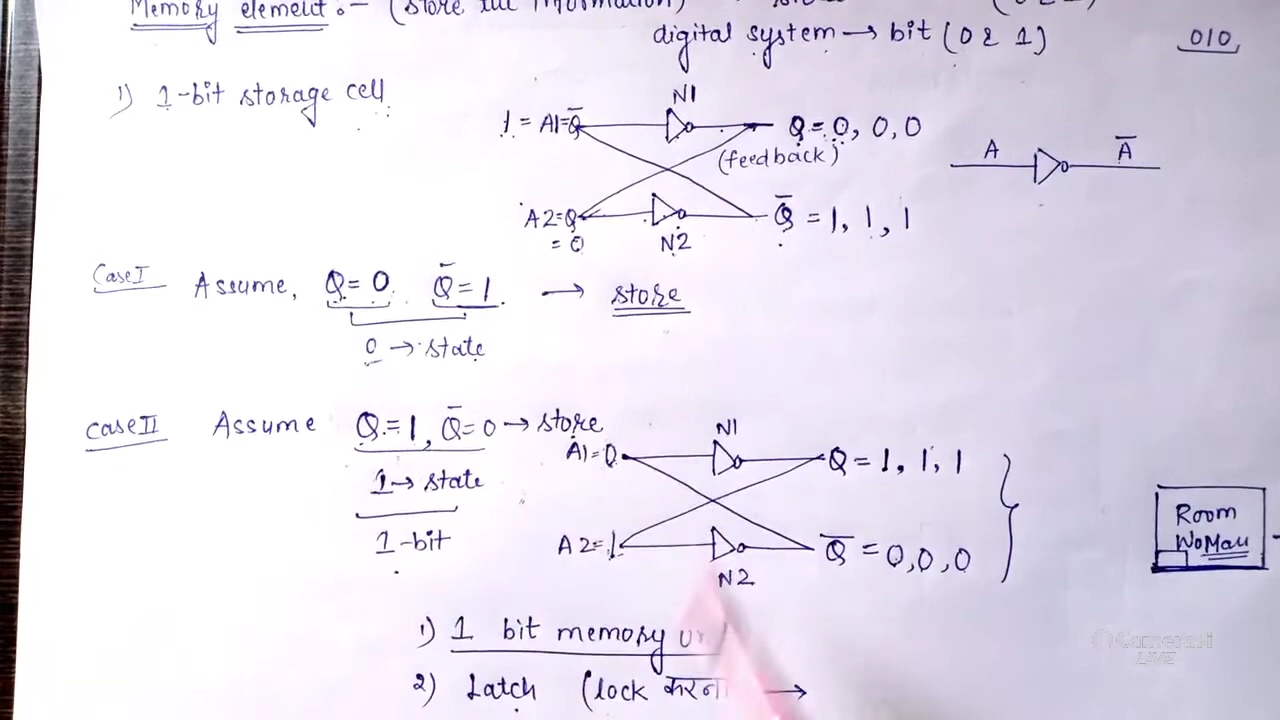 Memory element :- (store the information)
digital system → bit (0 & 1)
010
1) 1-bit storage cell
N1
1 = A1=Q̅
Q = 0, 0, 0
(feedback)
A
A̅
A2=Q
= 0
N2
Q̅ = 1, 1, 1
Case I Assume, Q = 0 Q̅ = 1 → store
0 → state
case II Assume Q = 1, Q̅ = 0 → store
N1
A1=0
Q = 1, 1, 1
1 → state
1-bit
A2=1
N2
Q̅ = 0, 0, 0
Room
WoMan
1) 1 bit memory
2) Latch (lock करना →